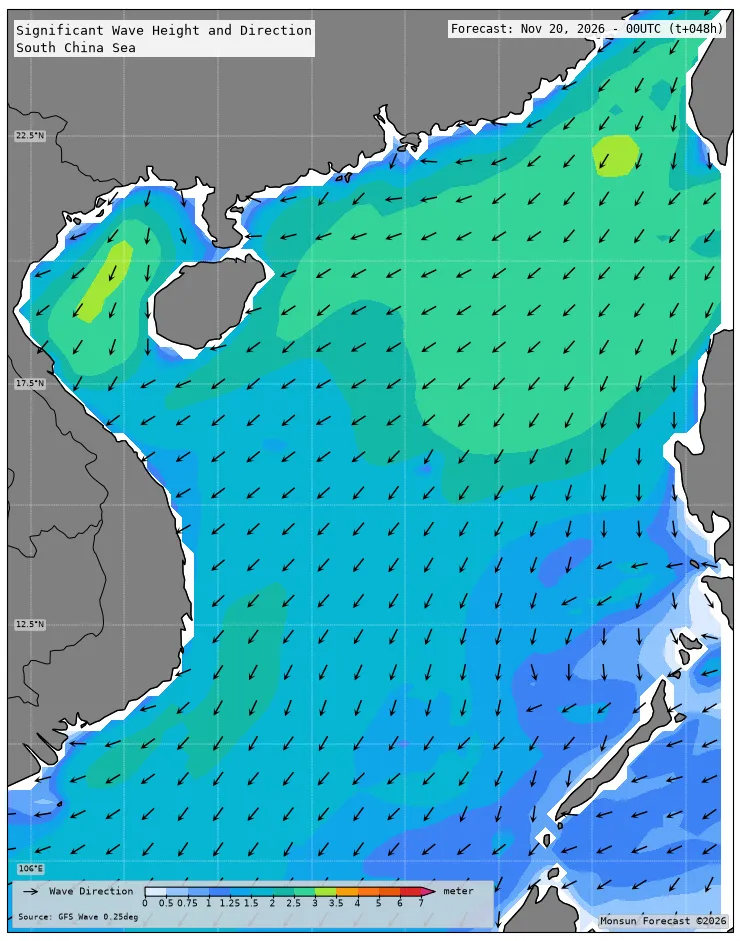 Significant Wave Height and Direction
South China Sea
Forecast: Nov 20, 2026 - 00UTC (t+048h)
22.5°N
17.5°N
12.5°N
106°E
Wave Direction
meter
0 0.5 0.75 1 1.25 1.5 2 2.5 3 3.5 4 5 6 7
Source: GFS Wave 0.25deg
Monsun Forecast ©2026